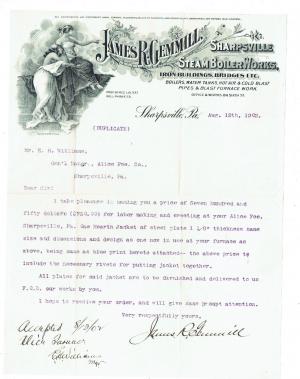 JAMES R. GEMMILL,
SHARPSVILLE
STEAM BOILER WORKS,
IRON BUILDINGS, BRIDGES ETC.
BOILERS, WATER TANKS, HOT AIR & COLD BLAST
PIPES & BLAST FURNACE WORK.
Sharpsville, Pa. Mar. 12th, 1902.
(DUPLICATE)
Mr. E. H. Williams,
Gen'l Mangr., Alice Fce. Co.,
Sharpsville, Pa.
Dear Sir:
I take pleasure in naming you a price of Seven Hundred and
fifty dollars ($750.00) for labor making and erecting at your Alice Fce.
Sharpsville, Pa. Gas Hearth Jacket of steel plate 1 1/8" thickness same
size and dimensions and design as one now in use at your furnace as
above, being same as blue print hereto attached-- the above price to
include the necessary rivets for putting jacket together.
All plates for said jacket are to be furnished and delivered to us
F.O.B. our works by you.
I hope to receive your order, and will give same prompt attention.
Very respectfully yours,
James R. Gemmill
Accepted